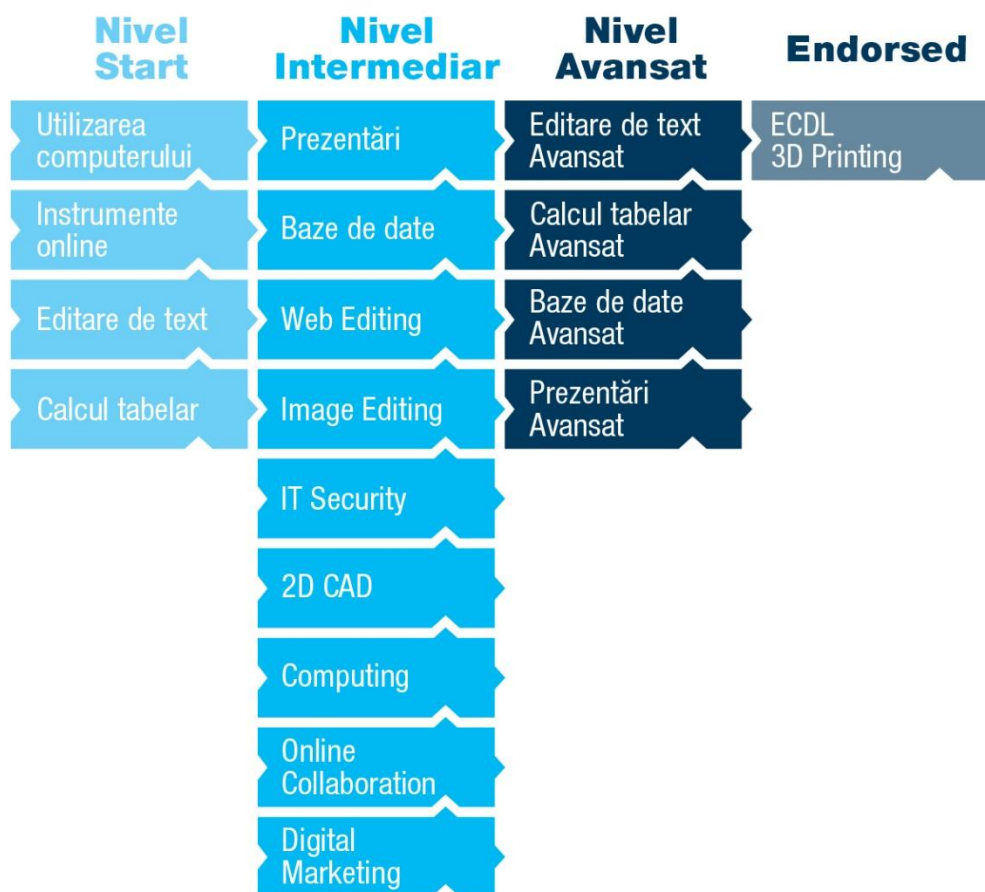 Nivel
Start
Utilizarea
computerului
Instrumente
online
Editare de text
Calcul tabelar
Nivel
Intermediar
Prezentări
Baze de date
Web Editing
Image Editing
IT Security
2D CAD
Computing
Online
Collaboration
Digital
Marketing
Nivel
Avansat
Editare de text
Avansat
Calcul tabelar
Avansat
Baze de date
Avansat
Prezentări
Avansat
Endorsed
ECDL
3D Printing